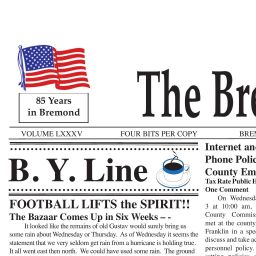 85 Years
in Bremond
The Bre
VOLUME LXXXV FOUR BITS PER COPY BREM
B. Y. Line
FOOTBALL LIFTS the SPIRIT!!
The Bazaar Comes Up in Six Weeks – -
It looked like the remains of old Gustav would surely bring us
some rain about Wednesday or Thursday. As of Wednesday it seems the
statement that we very seldom get rain from a hurricane is holding true.
It all went east then north. We could have used some rain. The ground
Internet an
Phone Polic
County Em
Tax Rate Public H
One Comment
On Wednesda
3 at 10:00 am,
County Commiss
met at the county
Franklin in a spe
discuss and take ac
personnel policy.